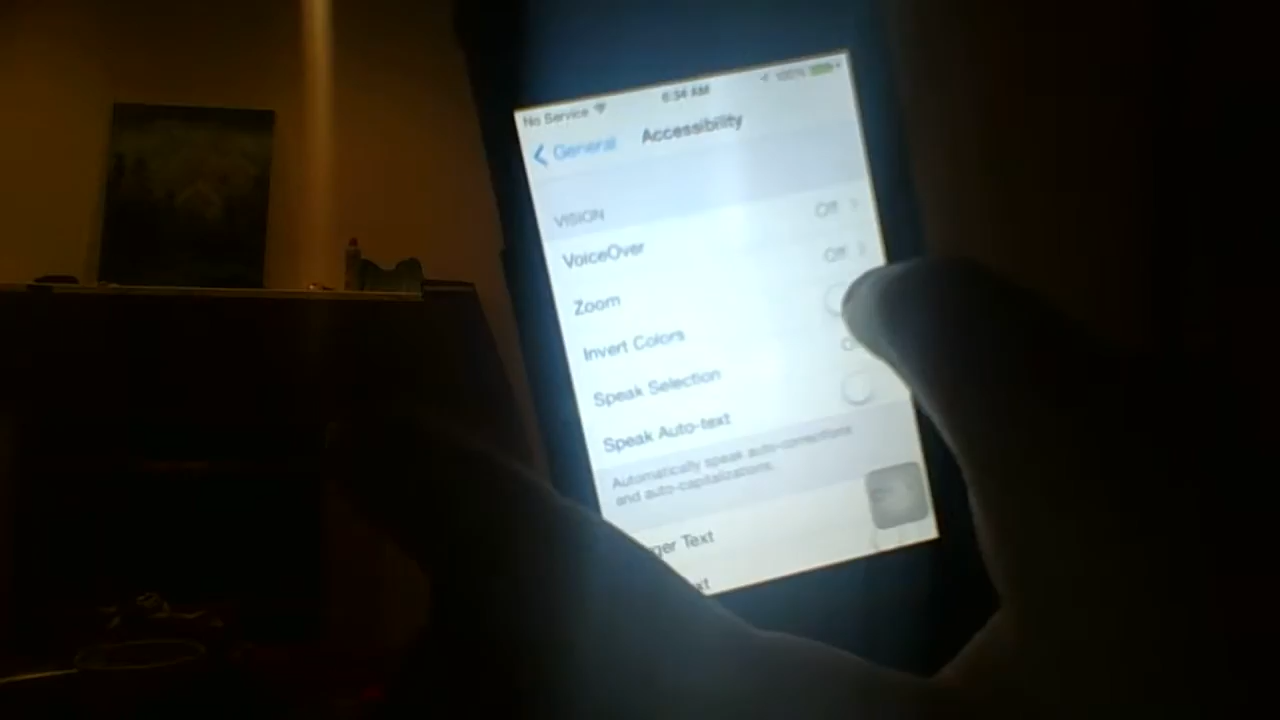 No Service 6:34 AM 100%
General Accessibility
VISION
VoiceOver Off
Zoom Off
Invert Colors
Speak Selection
Speak Auto-text
Automatically speak auto-corrections
and auto-capitalizations.
ger Text
xt